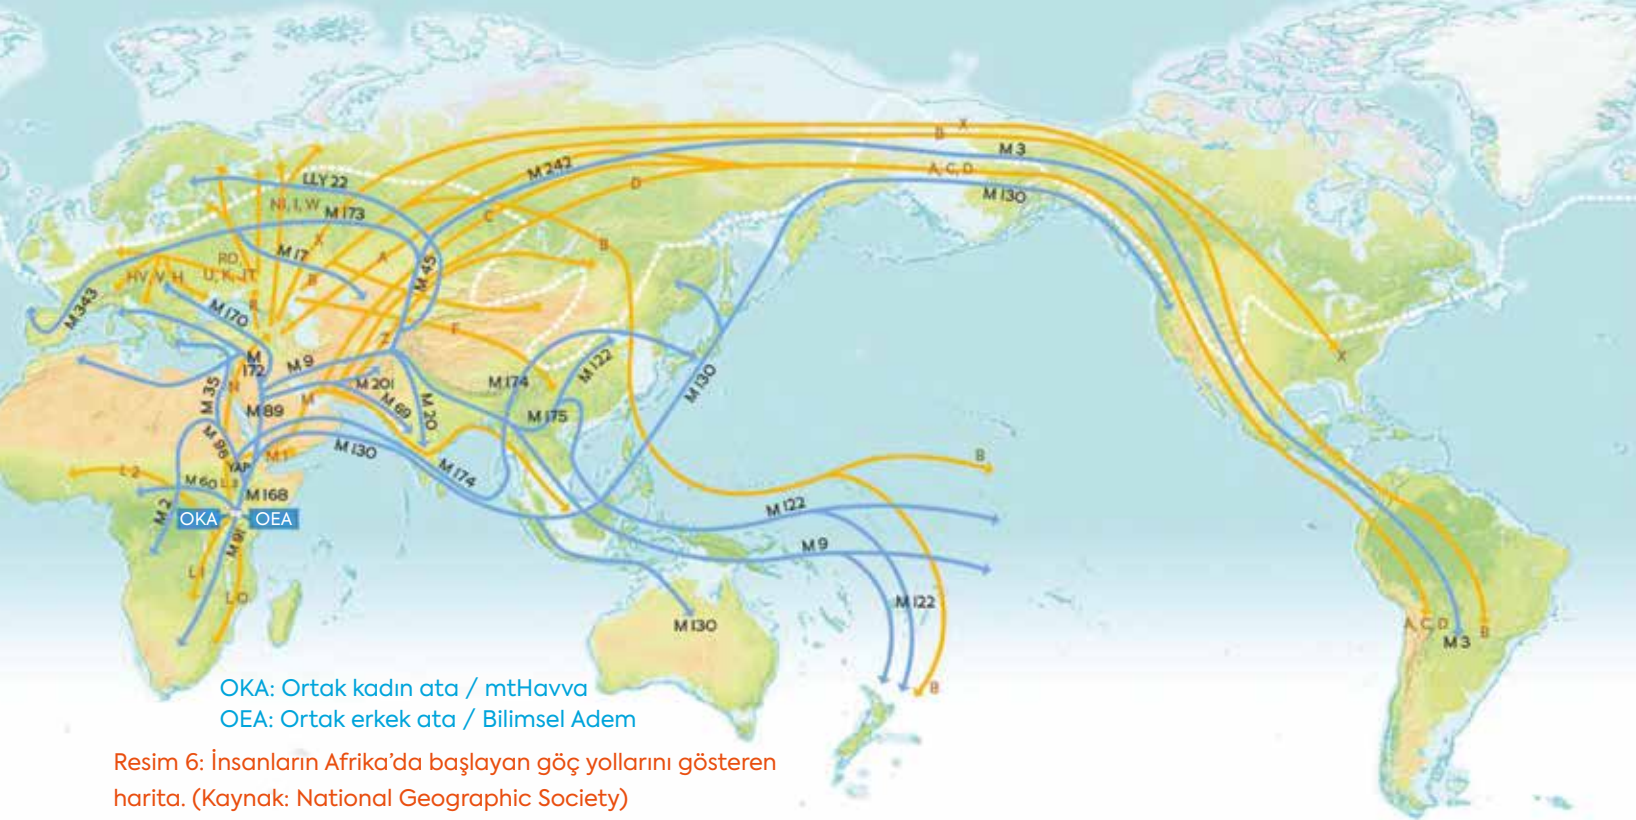 X
B
M 3
A, C, D
M 130
M 242
D
LLY 22
N1, I, W
M 173
C
X
M 17
A
B
B
RO,
U, K, JT
HV, V, H
M 45
R
M 343
M 170
F
Z
M
172
M 9
M 201
M 69
M 20
M 174
M 122
M 130
X
M 35
N
M
M 89
M 175
M 96
M 1
M 130
YAP
L 2
M 60
L 3
M 168
M 174
B
M 2
OKA
OEA
M 122
M 91
M 9
L 1
L O
M 122
M 130
A, C, D
M 3
B
B
OKA: Ortak kadın ata / mtHavva
OEA: Ortak erkek ata / Bilimsel Adem
Resim 6: İnsanların Afrika’da başlayan göç yollarını gösteren
harita. (Kaynak: National Geographic Society)